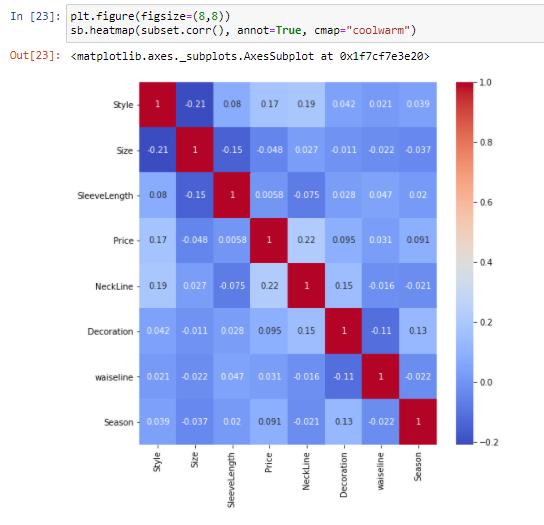 In [23]: plt.figure(figsize=(8,8))
sb.heatmap(subset.corr(), annot=True, cmap="coolwarm")
Out[23]: <matplotlib.axes._subplots.AxesSubplot at 0x1f7cf7e3e20>
1.0
Style 1 -0.21 0.08 0.17 0.19 0.042 0.021 0.039
0.8
Size -0.21 1 -0.15 -0.048 0.027 -0.011 -0.022 -0.037
SleeveLength 0.08 -0.15 1 0.0058 -0.075 0.028 0.047 0.02
0.6
Price 0.17 -0.048 0.0058 1 0.22 0.095 0.031 0.091
0.4
NeckLine 0.19 0.027 -0.075 0.22 1 0.15 -0.016 -0.021
0.2
Decoration 0.042 -0.011 0.028 0.095 0.15 1 -0.11 0.13
waiseline 0.021 -0.022 0.047 0.031 -0.016 -0.11 1 -0.022
0.0
Season 0.039 -0.037 0.02 0.091 -0.021 0.13 -0.022 1
-0.2
Style Size SleeveLength Price NeckLine Decoration waiseline Season